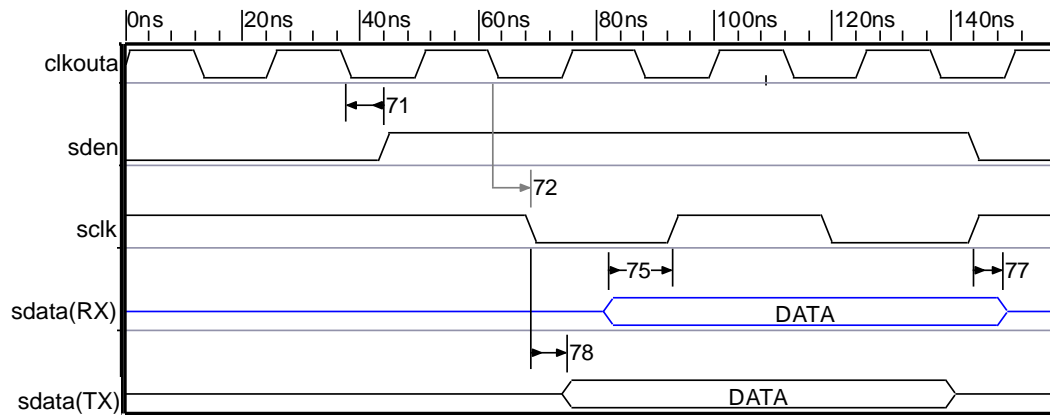 0ns 20ns 40ns 60ns 80ns 100ns 120ns 140ns
clkouta
71
sden
72
sclk
75 77
sdata(RX) DATA
78
sdata(TX) DATA